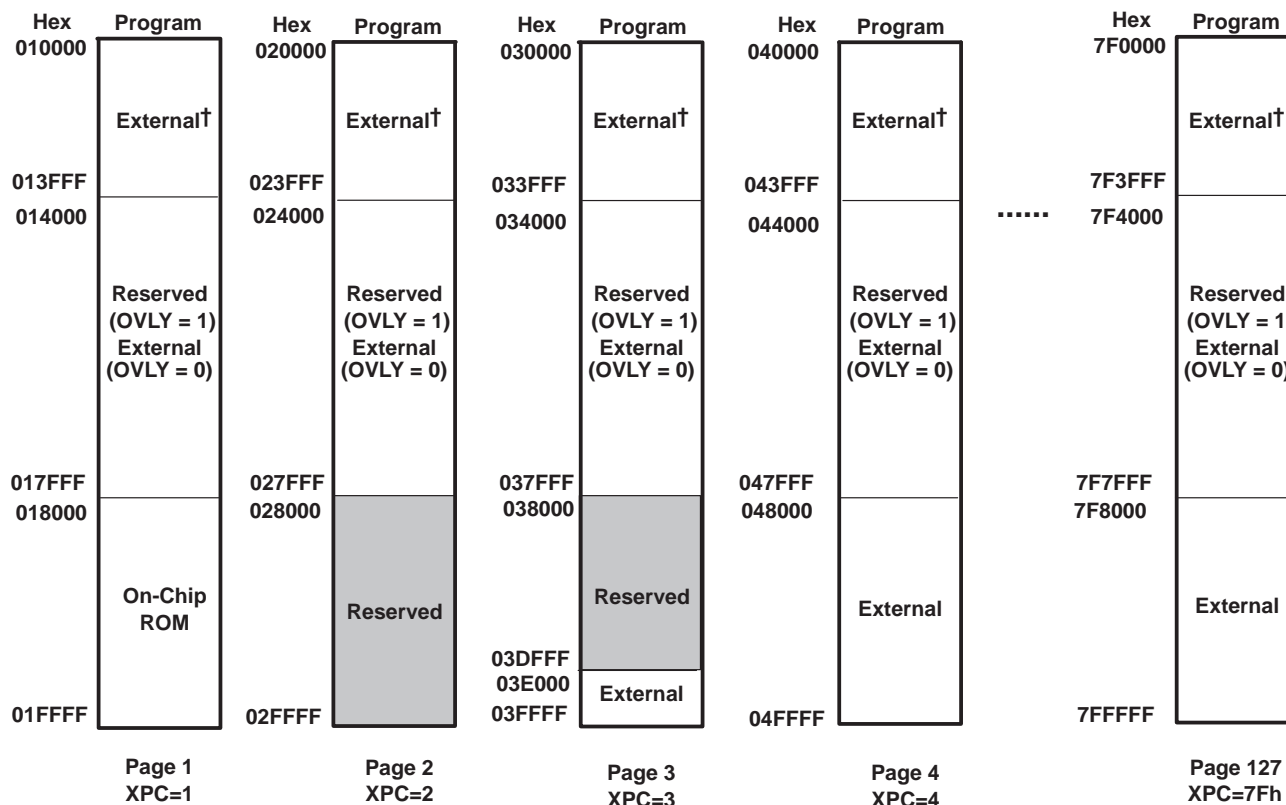 Hex Program
010000
External†
013FFF
014000
Reserved
(OVLY = 1)
External
(OVLY = 0)
017FFF
018000
On-Chip
ROM
01FFFF
Page 1
XPC=1
Hex Program
020000
External†
023FFF
024000
Reserved
(OVLY = 1)
External
(OVLY = 0)
027FFF
028000
Reserved
02FFFF
Page 2
XPC=2
Hex Program
030000
External†
033FFF
034000
Reserved
(OVLY = 1)
External
(OVLY = 0)
037FFF
038000
Reserved
03DFFF
03E000
External
03FFFF
Page 3
XPC=3
Hex Program
040000
External†
043FFF
044000
Reserved
(OVLY = 1)
External
(OVLY = 0)
047FFF
048000
External
04FFFF
Page 4
XPC=4
......
Hex Program
7F0000
External†
7F3FFF
7F4000
Reserved
(OVLY = 1
External
(OVLY = 0)
7F7FFF
7F8000
External
7FFFFF
Page 127
XPC=7Fh